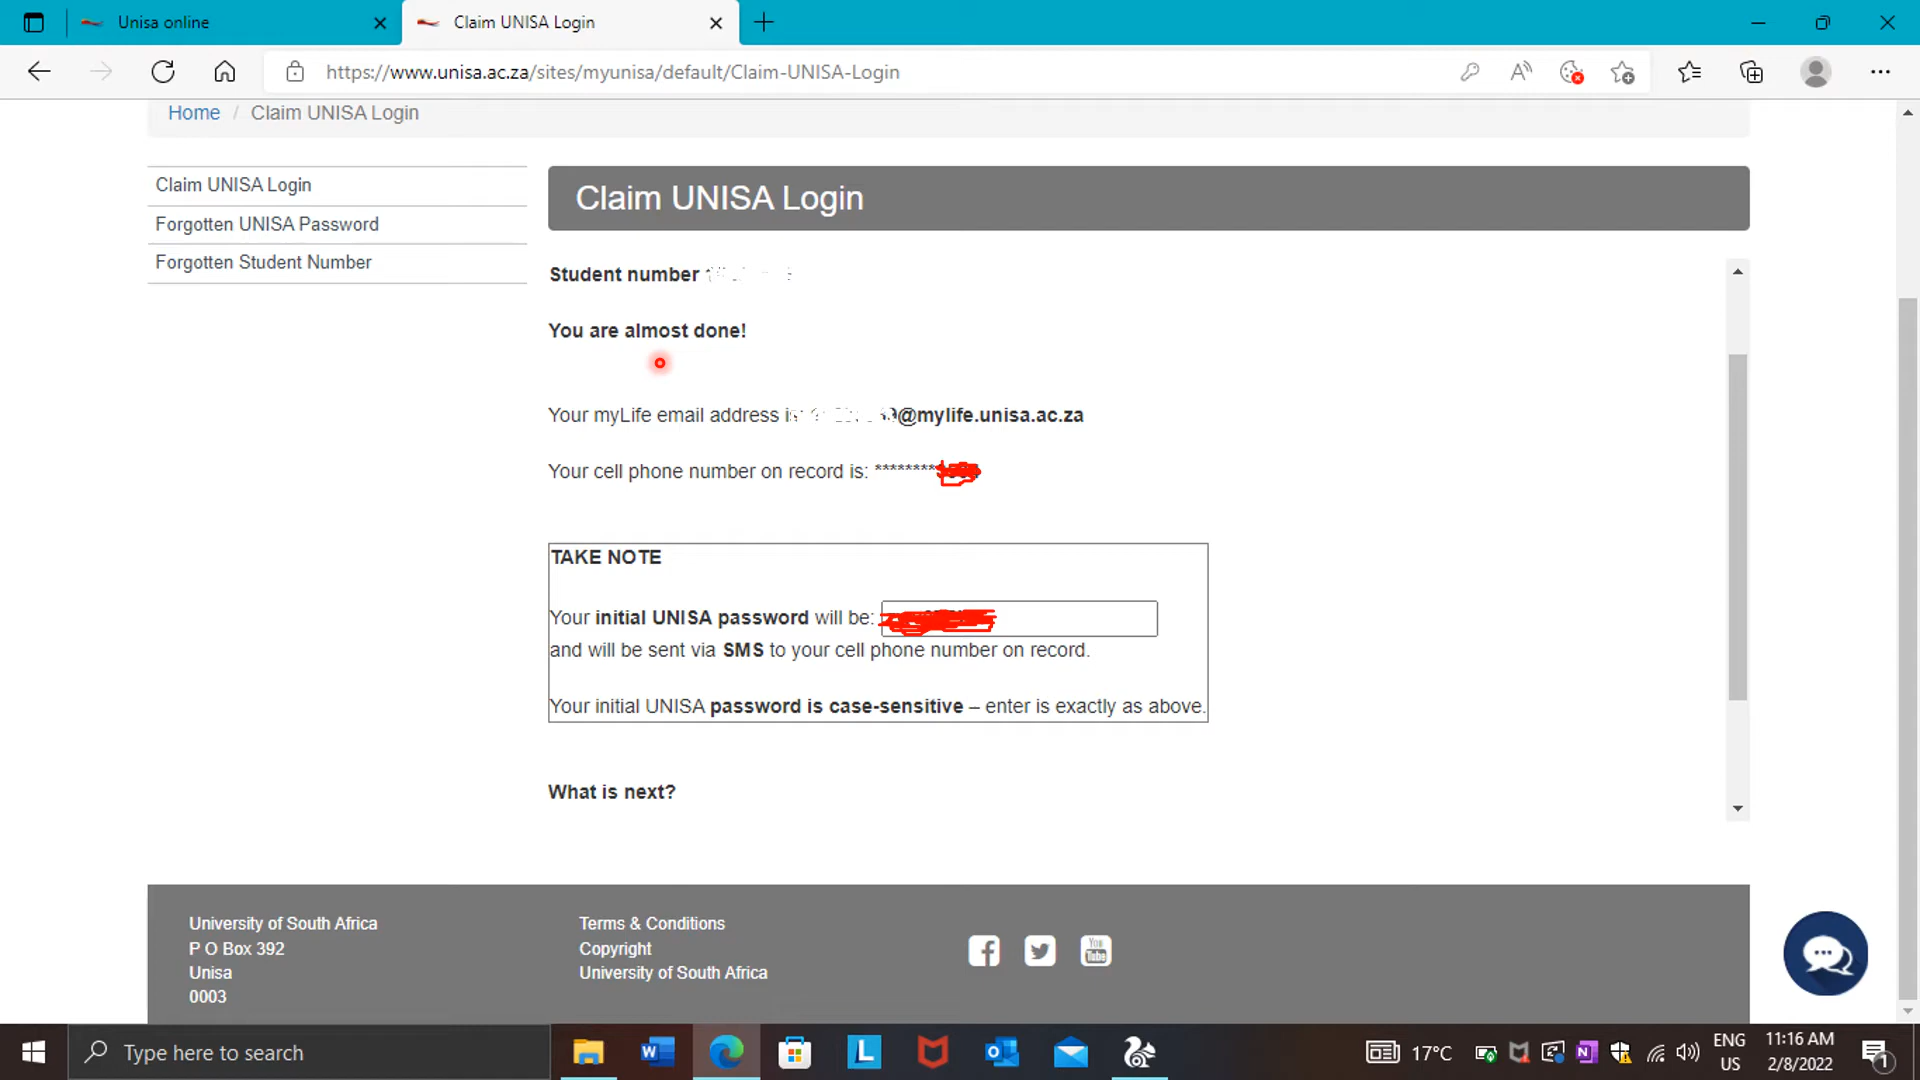 Unisa online
Claim UNISA Login
https://www.unisa.ac.za/sites/myunisa/default/Claim-UNISA-Login
Home / Claim UNISA Login
Claim UNISA Login
Forgotten UNISA Password
Forgotten Student Number
Claim UNISA Login
Student number
You are almost done!
Your myLife email address @mylife.unisa.ac.za
Your cell phone number on record is: ********
TAKE NOTE
Your initial UNISA password will be:
and will be sent via SMS to your cell phone number on record.
Your initial UNISA password is case-sensitive – enter is exactly as above.
What is next?
University of South Africa
P O Box 392
Unisa
0003
Terms & Conditions
Copyright
University of South Africa
You Tube
Type here to search
17°C
ENG
US
11:16 AM
2/8/2022
1